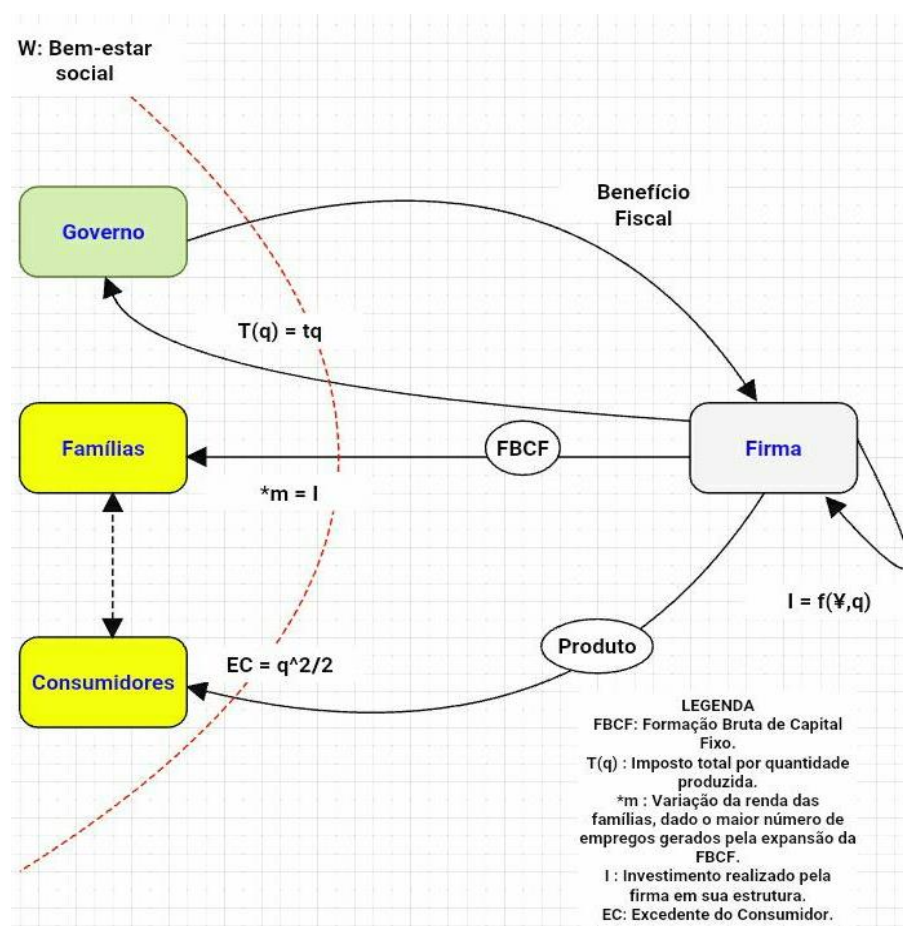 W: Bem-estar
social
Benefício
Fiscal
Governo
T(q) = tq
Famílias
FBCF
Firma
*m = I
I = f(¥,q)
Produto
EC = q^2/2
Consumidores
LEGENDA
FBCF: Formação Bruta de Capital
Fixo.
T(q) : Imposto total por quantidade
produzida.
*m : Variação da renda das
famílias, dado o maior número de
empregos gerados pela expansão da
FBCF.
I : Investimento realizado pela
firma em sua estrutura.
EC: Excedente do Consumidor.